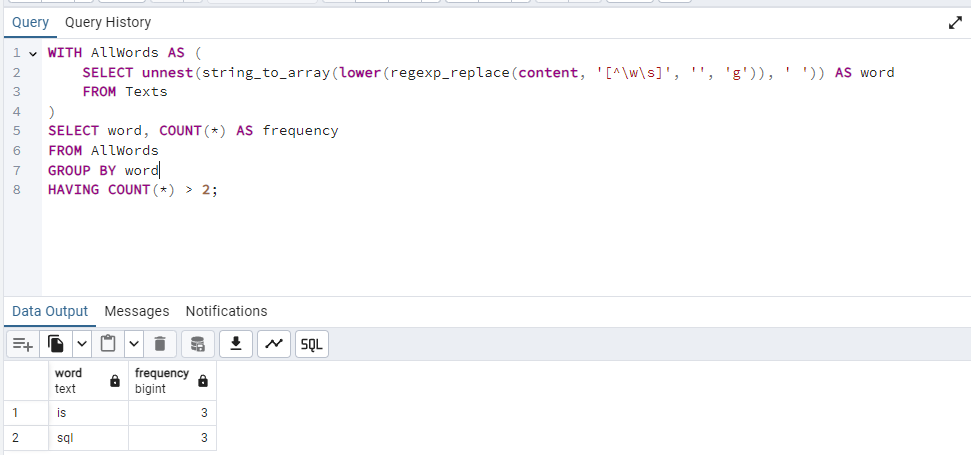 Query Query History
1 WITH AllWords AS (
2 SELECT unnest(string_to_array(lower(regexp_replace(content, '[^\w\s]', '', 'g')), ' ')) AS word
3 FROM Texts
4 )
5 SELECT word, COUNT(*) AS frequency
6 FROM AllWords
7 GROUP BY word
8 HAVING COUNT(*) > 2;
Data Output Messages Notifications
SQL
word frequency
text bigint
1 is 3
2 sql 3